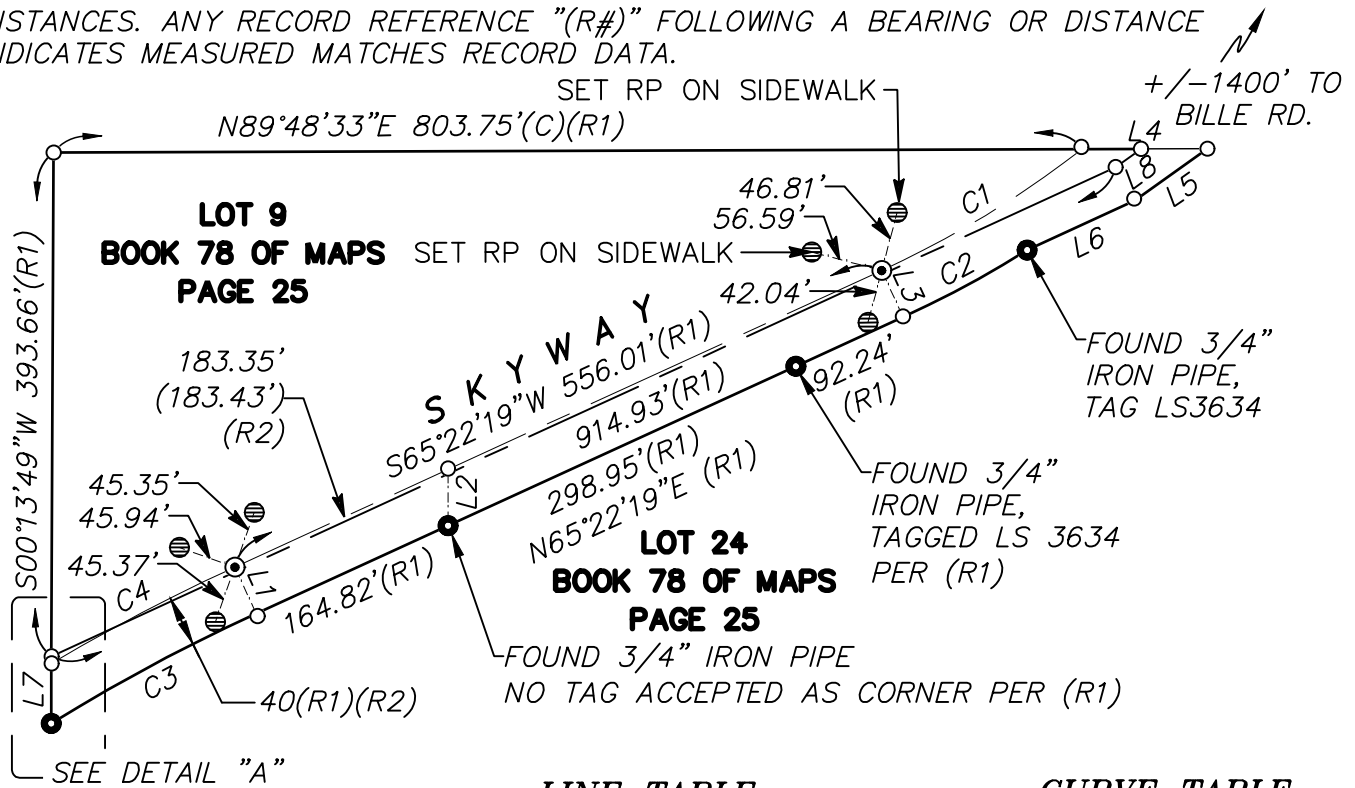 ISTANCES. ANY RECORD REFERENCE "(R#)" FOLLOWING A BEARING OR DISTANCE
NDICATES MEASURED MATCHES RECORD DATA.
+/-1400' TO
BILLE RD.
SET RP ON SIDEWALK
N89°48'33"E 803.75'(C)(R1)
L4
L8
L5
C1
46.81'
56.59'
LOT 9
BOOK 78 OF MAPS
PAGE 25
SET RP ON SIDEWALK
L6
C2
L3
42.04'
S00°13'49"W 393.66'(R1)
SKYWAY
S65°22'19"W 556.01'(R1)
914.93'(R1)
92.24'
(R1)
FOUND 3/4"
IRON PIPE,
TAG LS3634
183.35'
(183.43')
(R2)
298.95'(R1)
N65°22'19"E (R1)
L2
FOUND 3/4"
IRON PIPE,
TAGGED LS 3634
PER (R1)
45.35'
45.94'
45.37'
L1
C4
164.82'(R1)
LOT 24
BOOK 78 OF MAPS
PAGE 25
L7
C3
40(R1)(R2)
FOUND 3/4" IRON PIPE
NO TAG ACCEPTED AS CORNER PER (R1)
SEE DETAIL "A"
LINE TABLE
CURVE TABLE